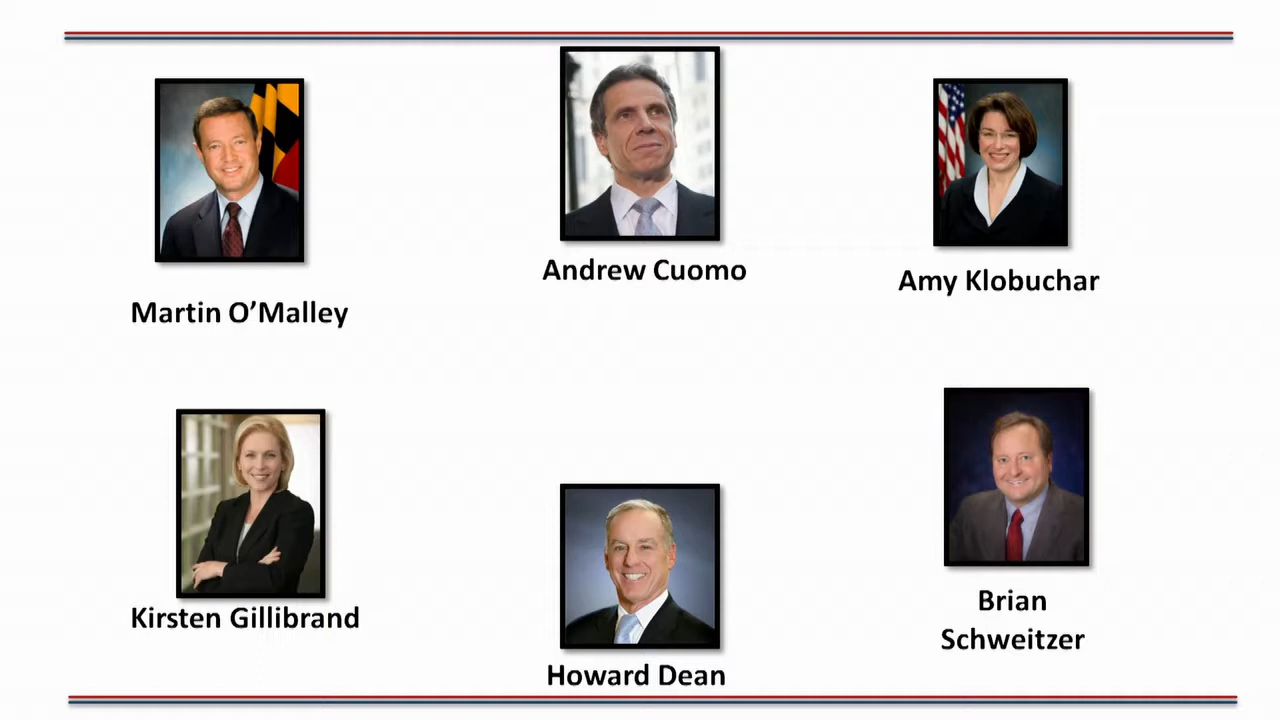 Martin O’Malley
Andrew Cuomo
Amy Klobuchar
Kirsten Gillibrand
Howard Dean
Brian
Schweitzer